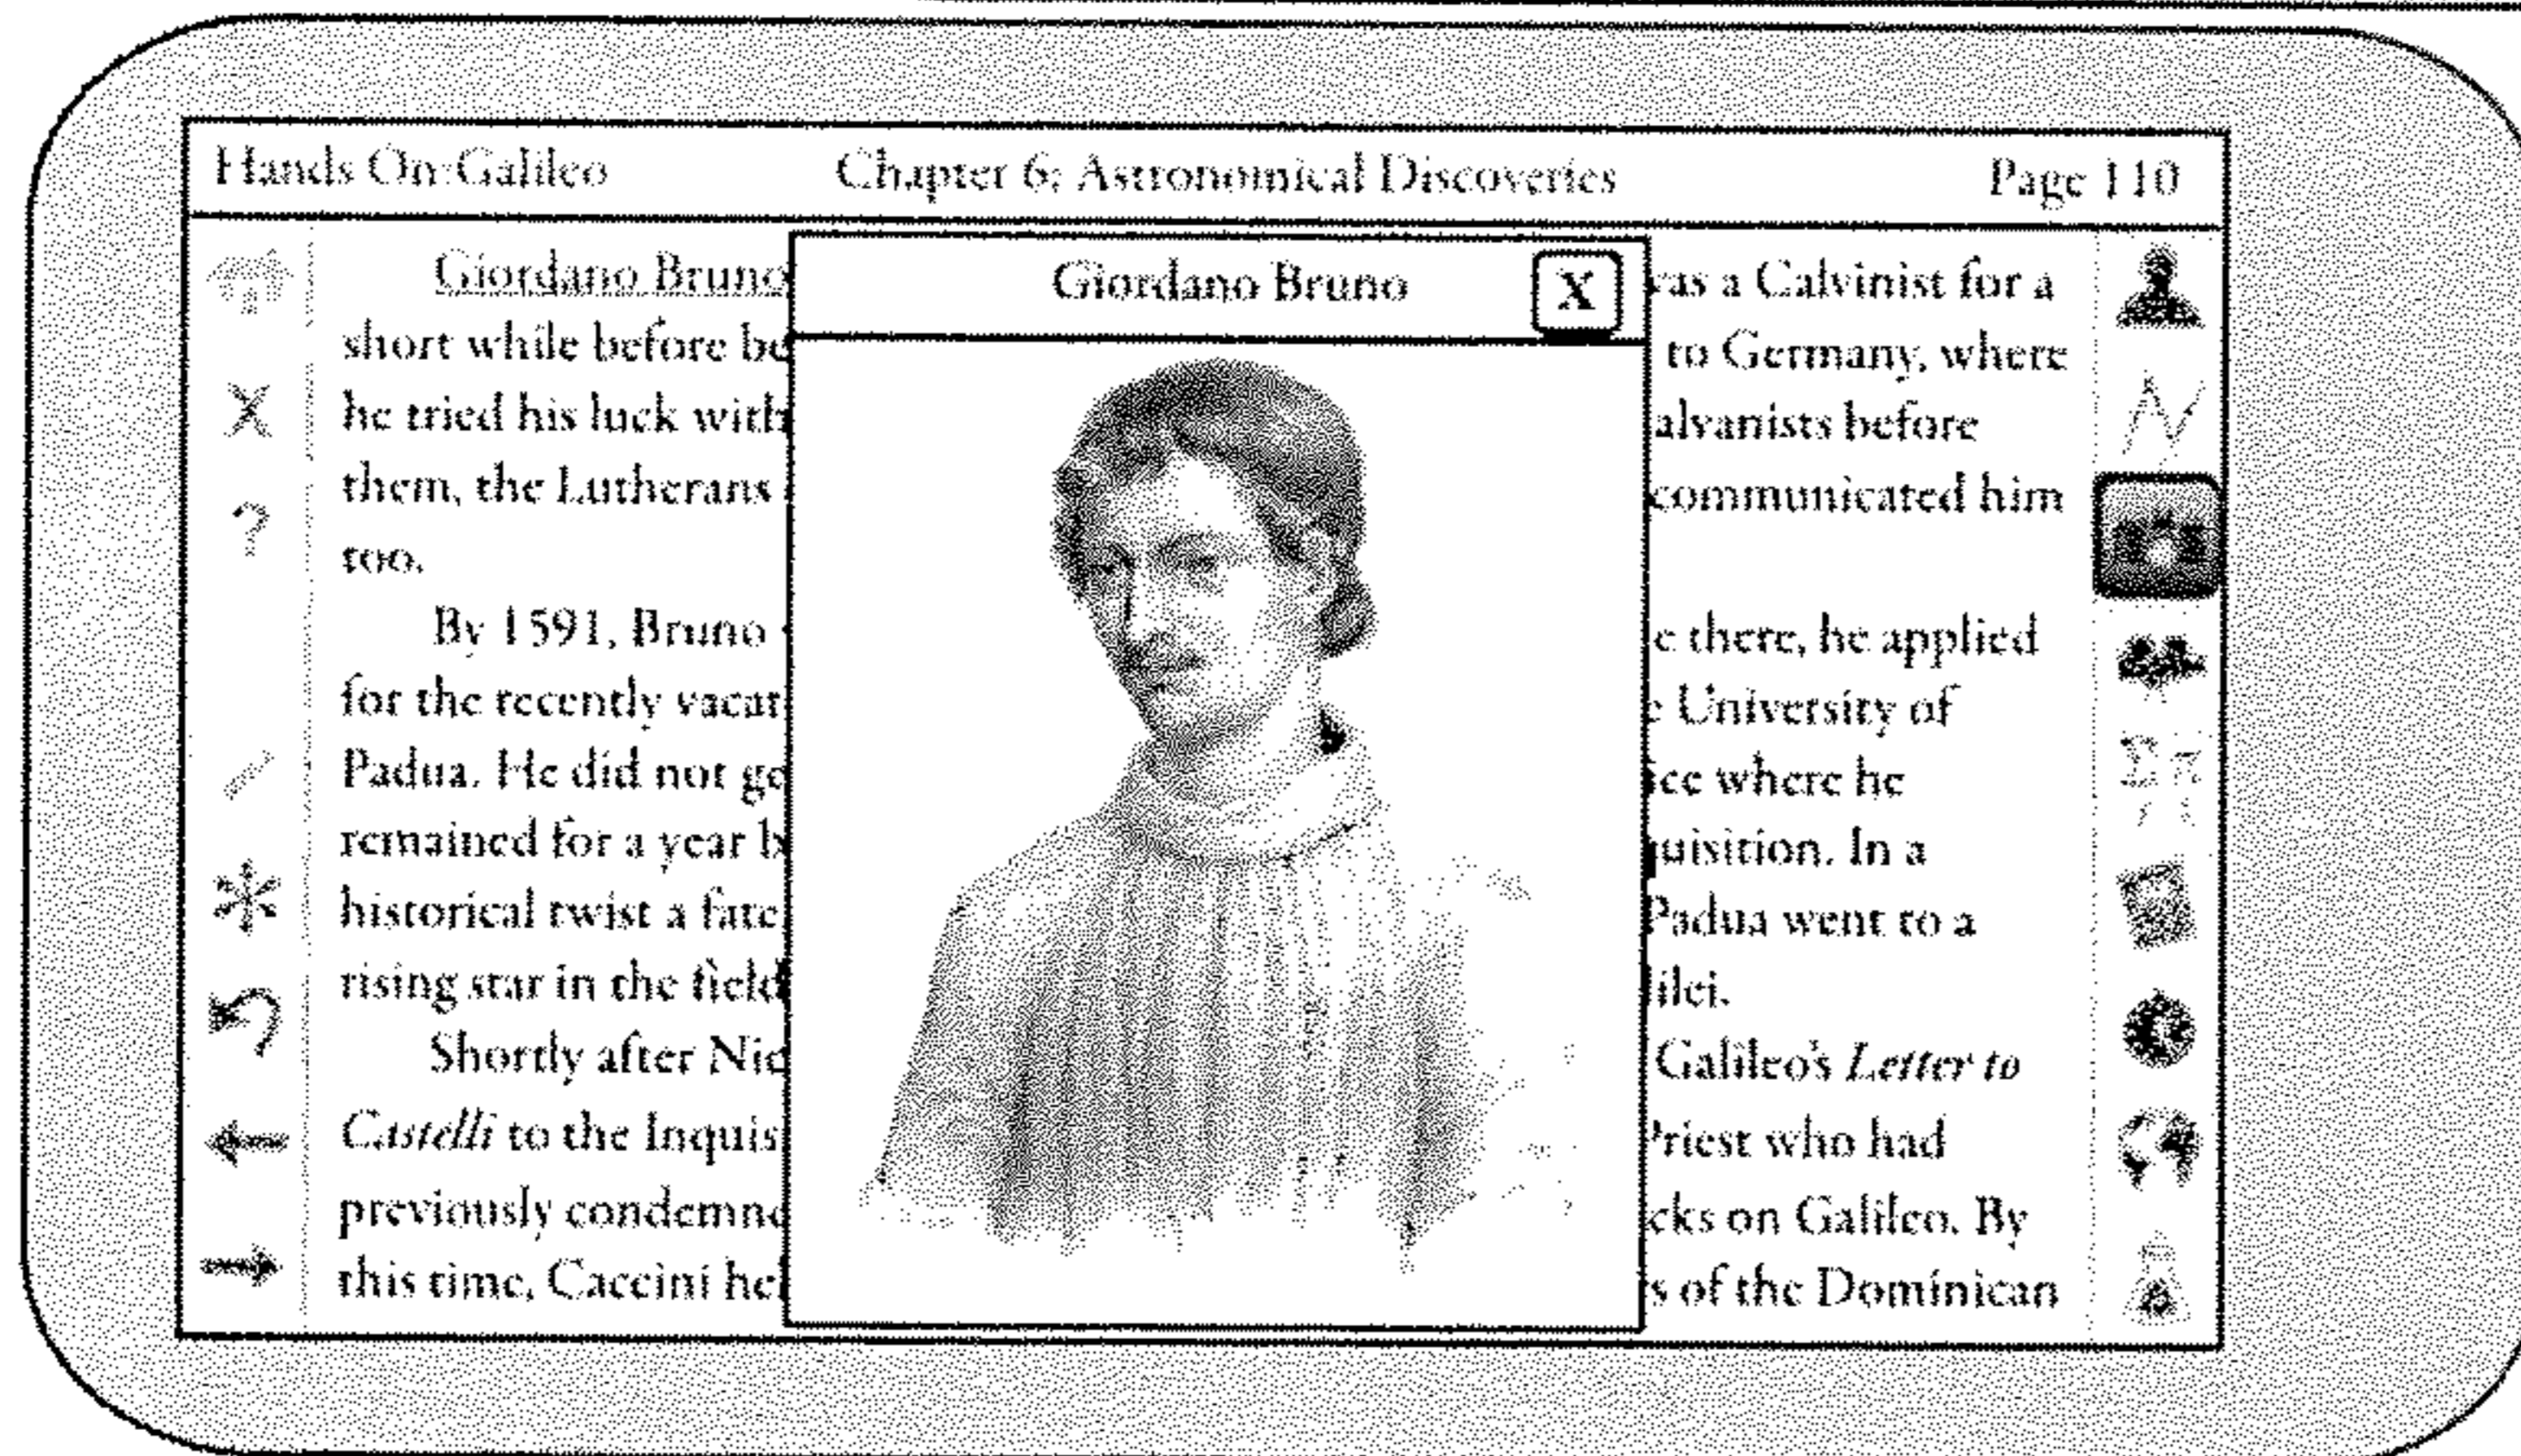 Hands On Galileo Chapter 6: Astronomical Discoveries Page 110
Giordano Bruno
X
Giordano Bruno was a Calvinist for a
short while before be to Germany, where
he tried his luck with alvanists before
them, the Lutherans communicated him
too.
By 1591, Bruno e there, he applied
for the recently vacan e University of
Padua. He did not ge ice where he
remained for a year b uisition. In a
historical twist a fate Padua went to a
rising star in the field ilei.
Shortly after Nic Galileo's Letter to
Castelli to the Inquis Priest who had
previously condemne cks on Galileo. By
this time, Caccini he s of the Dominican
X
?
Σ π